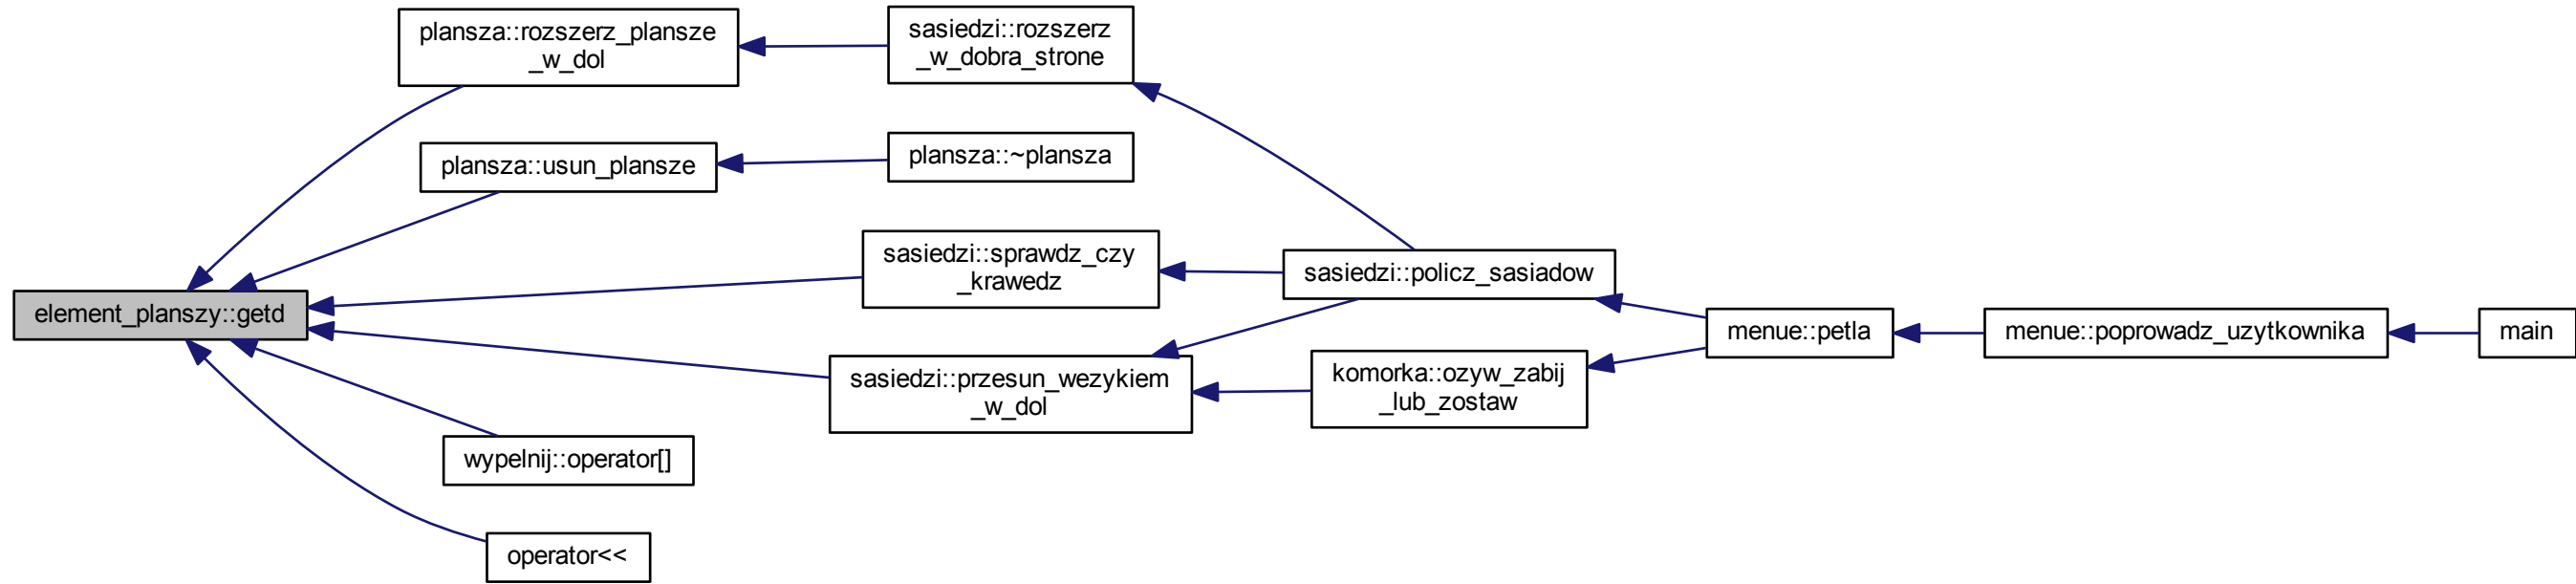 plansza::rozszerz_plansze
_w_dol
sasiedzi::rozszerz
_w_dobra_strone
plansza::usun_plansze
plansza::~plansza
sasiedzi::sprawdz_czy
_krawedz
sasiedzi::policz_sasiadow
element_planszy::getd
menue::petla
menue::poprowadz_uzytkownika
main
sasiedzi::przesun_wezykiem
_w_dol
komorka::ozyw_zabij
_lub_zostaw
wypelnij::operator[]
operator<<